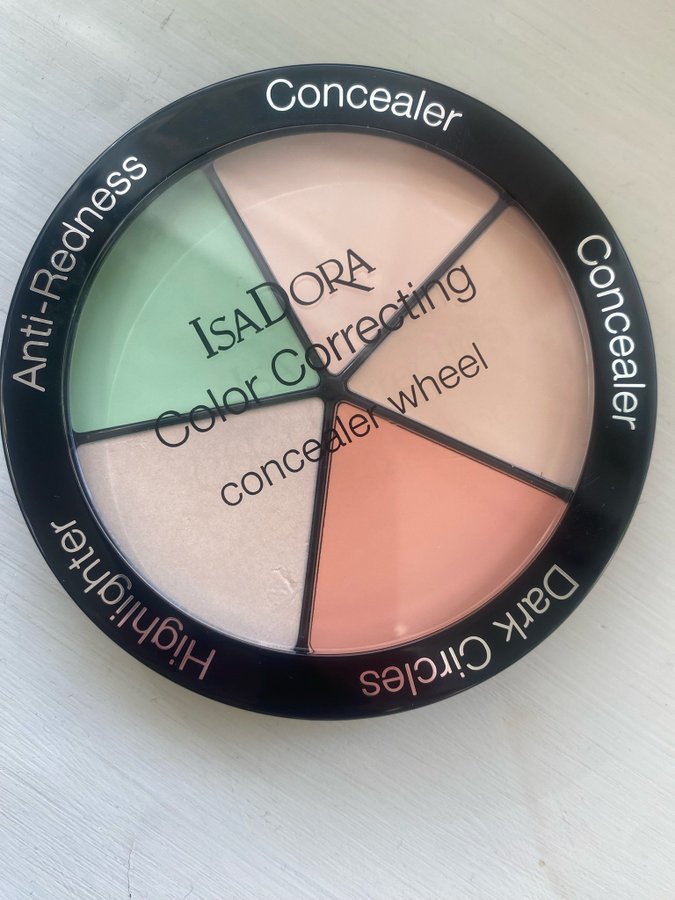 Concealer
Concealer
Dark Circles
Highlighter
Anti-Redness
ISADORA
Color Correcting
concealer wheel